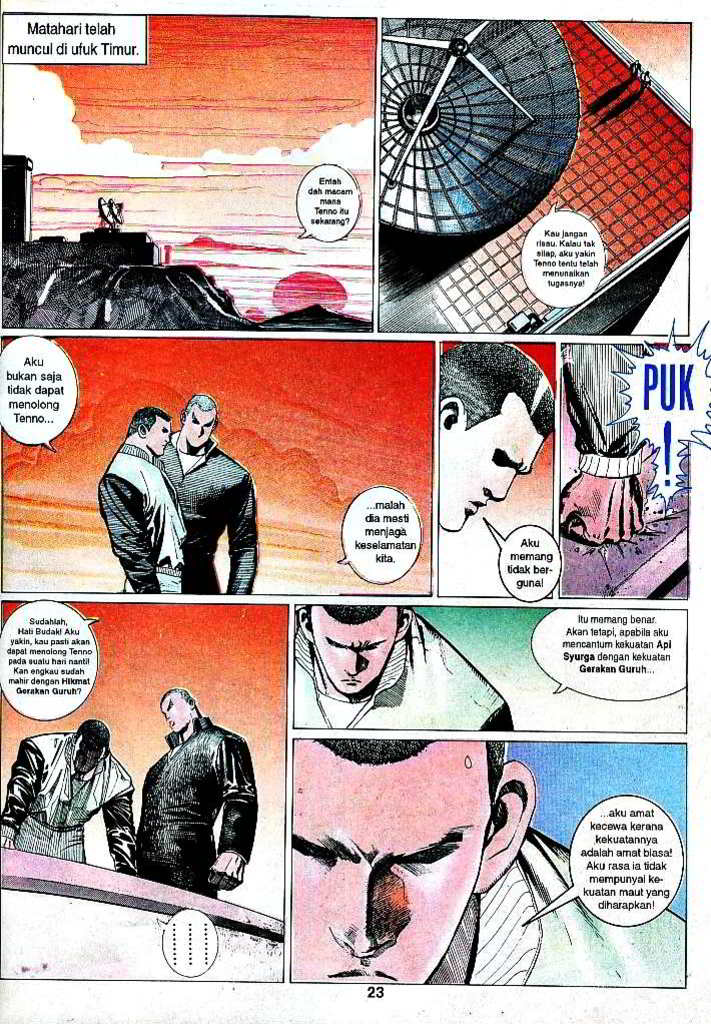 Matahari telah
muncul di ufuk Timur.
Entah
dah macam
mana
Tenno itu
sekarang?
Kau jangan
risau. Kalau tak
silap, aku yakin
Tenno tentu telah
menunaikan
tugasnya!
Aku
bukan saja
tidak dapat
menolong
Tenno...
...malah
dia mesti
menjaga
keselamatan
kita.
Aku
memang
tidak ber-
guna!
PUK
!
Sudahlah,
Hati Budak! Aku
yakin, kau pasti akan
dapat menolong Tenno
pada suatu hari nanti!
Kan engkau sudah
mahir dengan Hikmat
Gerakan Guruh?
Itu memang benar.
Akan tetapi, apabila aku
mencantum kekuatan Api
Syurga dengan kekuatan
Gerakan Guruh...
...aku amat
kecewa kerana
kekuatannya
adalah amat biasa!
Aku rasa ia tidak
mempunyai ke-
kuatan maut yang
diharapkan!
23